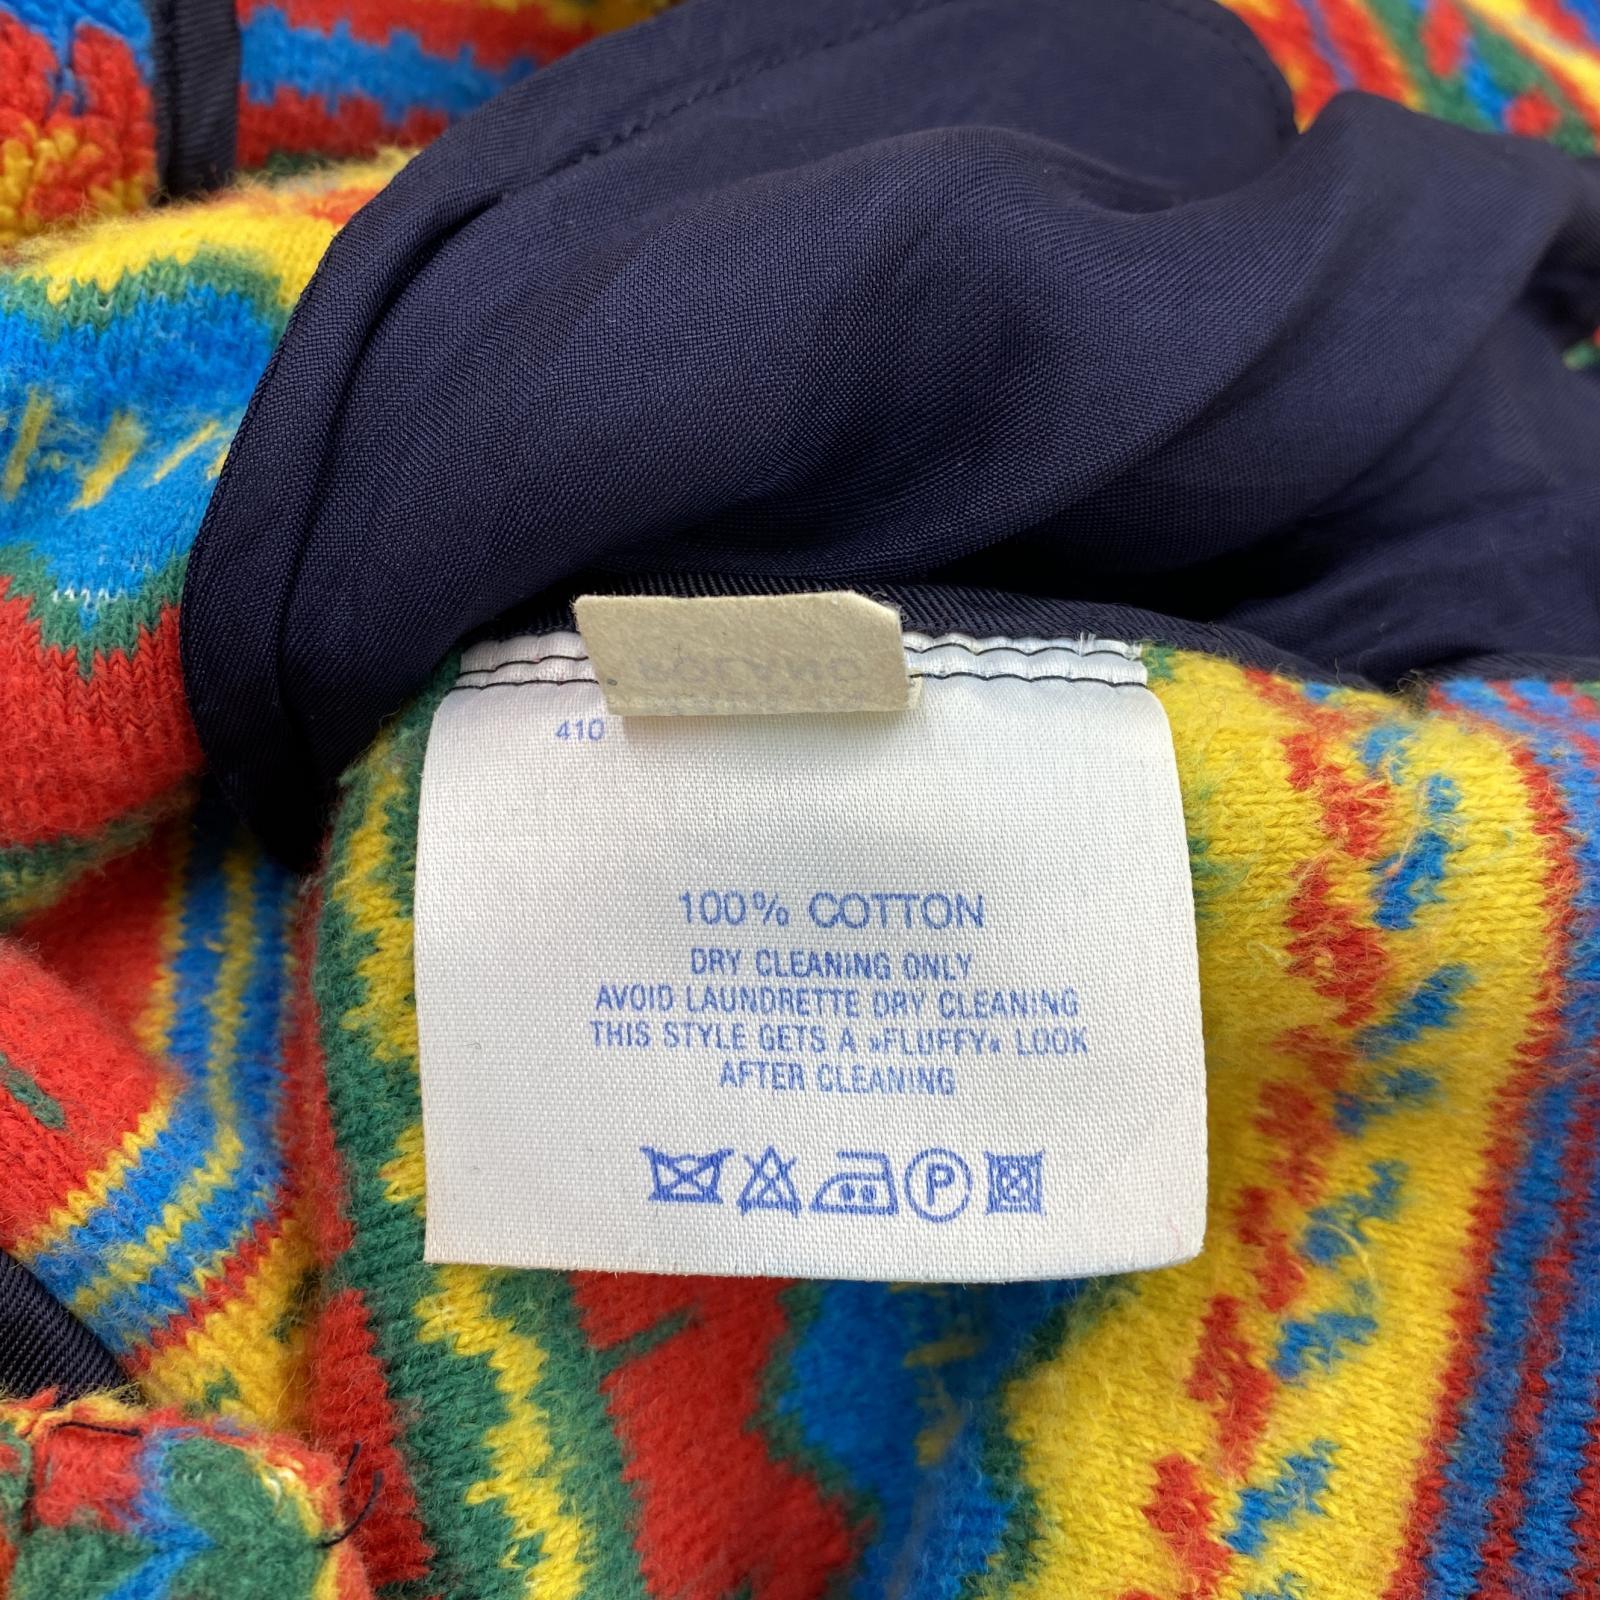 410
100% COTTON
DRY CLEANING ONLY
AVOID LAUNDRETTE DRY CLEANING
THIS STYLE GETS A »FLUFFY« LOOK
AFTER CLEANING
P